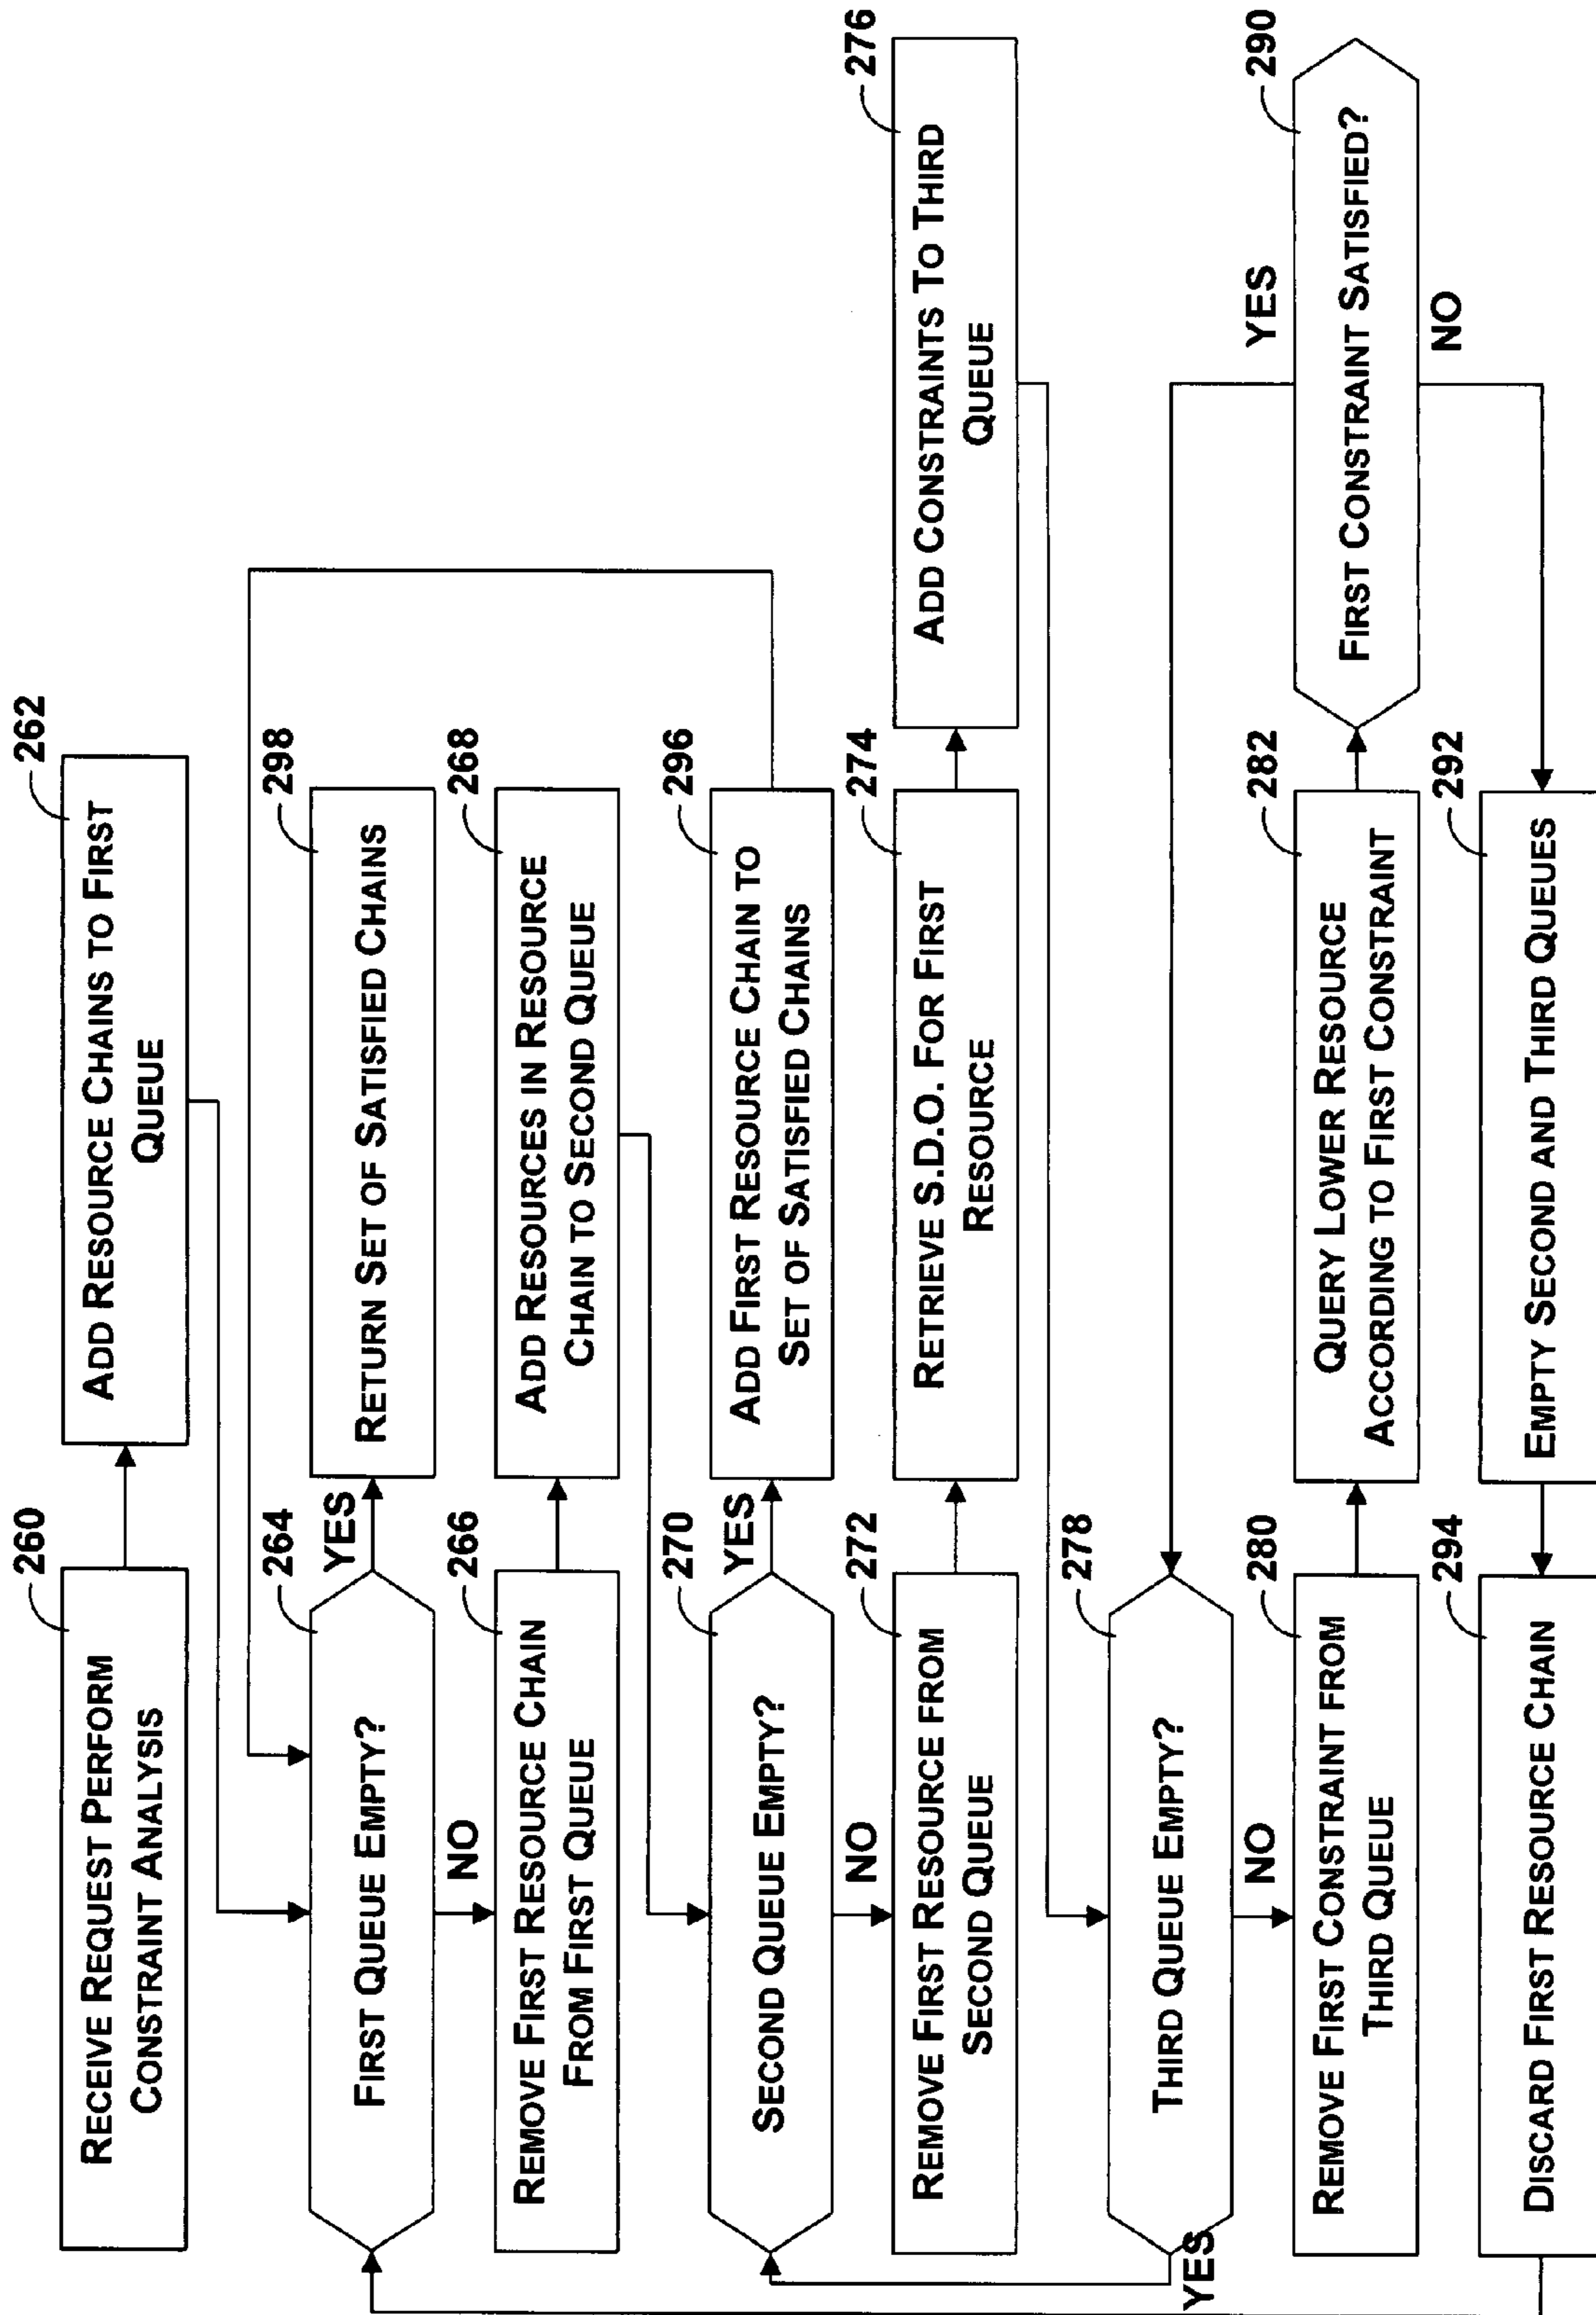 260
RECEIVE REQUEST PERFORM
CONSTRAINT ANALYSIS
262
ADD RESOURCE CHAINS TO FIRST
QUEUE
264
FIRST QUEUE EMPTY?
YES
NO
298
RETURN SET OF SATISFIED CHAINS
266
REMOVE FIRST RESOURCE CHAIN
FROM FIRST QUEUE
268
ADD RESOURCES IN RESOURCE
CHAIN TO SECOND QUEUE
270
SECOND QUEUE EMPTY?
YES
NO
296
ADD FIRST RESOURCE CHAIN TO
SET OF SATISFIED CHAINS
272
REMOVE FIRST RESOURCE FROM
SECOND QUEUE
274
RETRIEVE S.D.O. FOR FIRST
RESOURCE
276
ADD CONSTRAINTS TO THIRD
QUEUE
278
THIRD QUEUE EMPTY?
YES
NO
280
REMOVE FIRST CONSTRAINT FROM
THIRD QUEUE
282
QUERY LOWER RESOURCE
ACCORDING TO FIRST CONSTRAINT
290
FIRST CONSTRAINT SATISFIED?
YES
NO
294
DISCARD FIRST RESOURCE CHAIN
292
EMPTY SECOND AND THIRD QUEUES